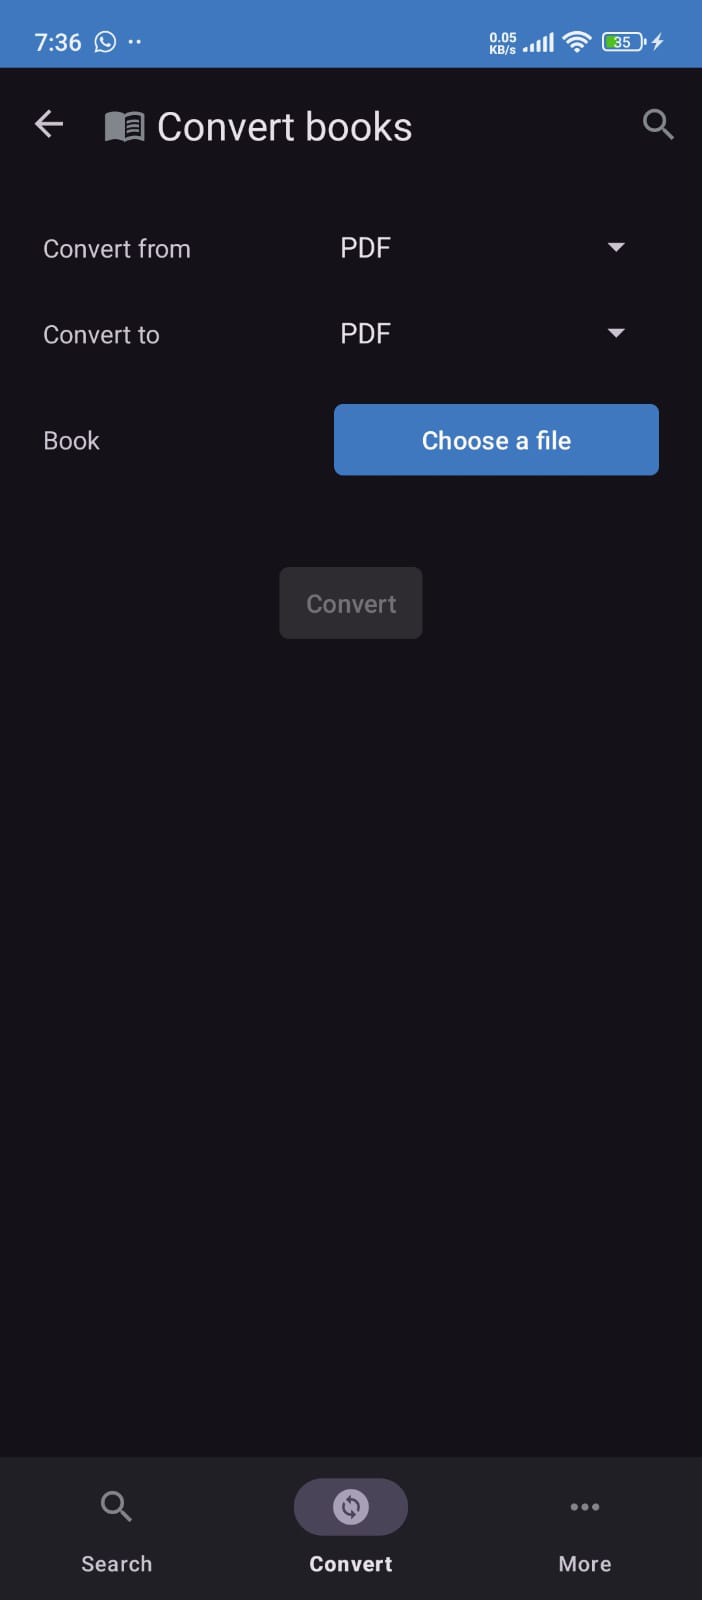 7:36
0.05
KB/s
35
Convert books
Convert from PDF
Convert to PDF
Book Choose a file
Convert
Search Convert More